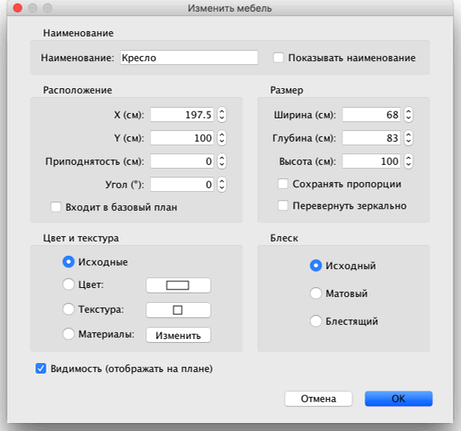 Изменить мебель
Наименование
Наименование: Кресло Показывать наименование
Расположение
X (см): 197.5
Y (см): 100
Приподнятость (см): 0
Угол (°): 0
Входит в базовый план
Размер
Ширина (см): 68
Глубина (см): 83
Высота (см): 100
Сохранять пропорции
Перевернуть зеркально
Цвет и текстура
Исходные
Цвет:
Текстура:
Материалы: Изменить
Блеск
Исходный
Матовый
Блестящий
Видимость (отображать на плане)
Отмена OK